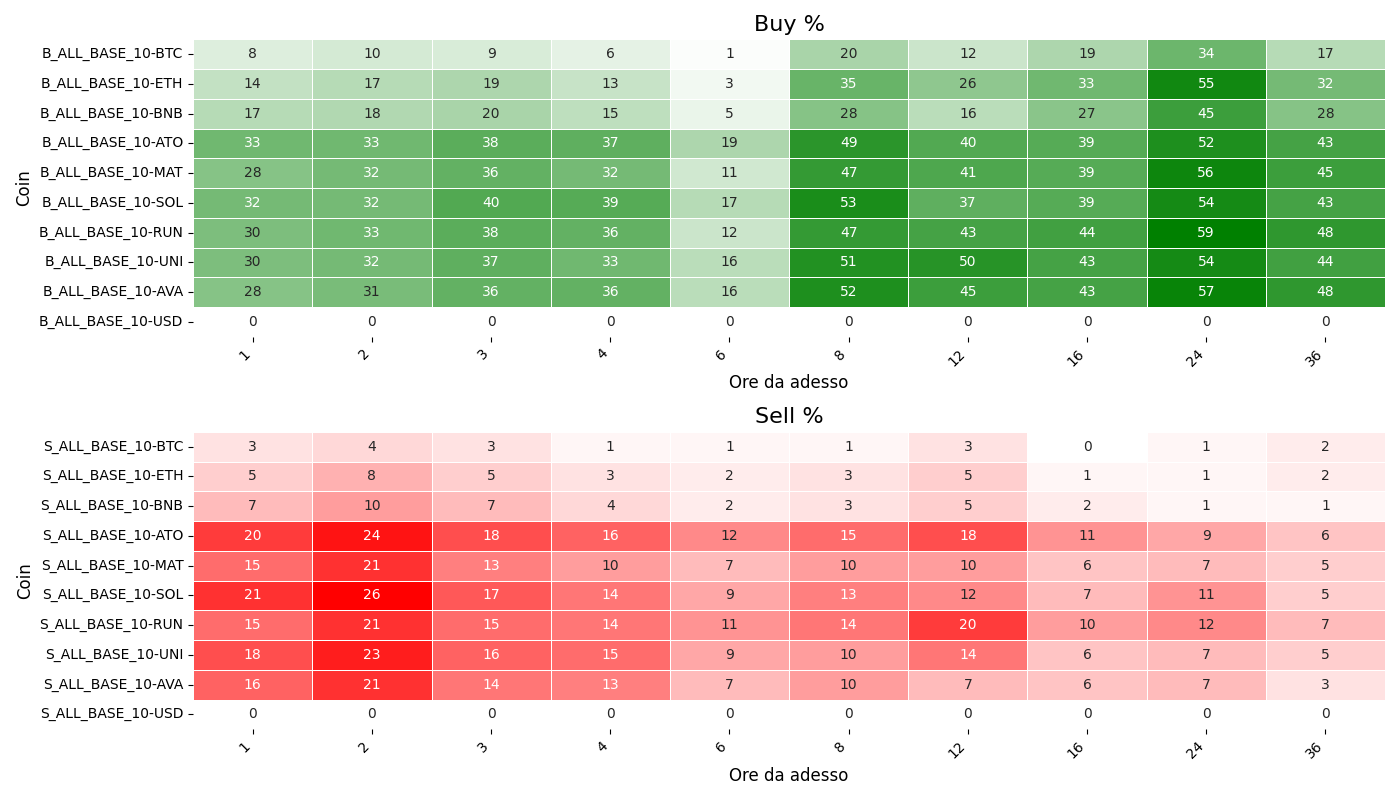 Buy %
Coin
B_ALL_BASE_10-BTC 8 10 9 6 1 20 12 19 34 17
B_ALL_BASE_10-ETH 14 17 19 13 3 35 26 33 55 32
B_ALL_BASE_10-BNB 17 18 20 15 5 28 16 27 45 28
B_ALL_BASE_10-ATO 33 33 38 37 19 49 40 39 52 43
B_ALL_BASE_10-MAT 28 32 36 32 11 47 41 39 56 45
B_ALL_BASE_10-SOL 32 32 40 39 17 53 37 39 54 43
B_ALL_BASE_10-RUN 30 33 38 36 12 47 43 44 59 48
B_ALL_BASE_10-UNI 30 32 37 33 16 51 50 43 54 44
B_ALL_BASE_10-AVA 28 31 36 36 16 52 45 43 57 48
B_ALL_BASE_10-USD 0 0 0 0 0 0 0 0 0 0
1 2 3 4 6 8 12 16 24 36
Ore da adesso
Sell %
Coin
S_ALL_BASE_10-BTC 3 4 3 1 1 1 3 0 1 2
S_ALL_BASE_10-ETH 5 8 5 3 2 3 5 1 1 2
S_ALL_BASE_10-BNB 7 10 7 4 2 3 5 2 1 1
S_ALL_BASE_10-ATO 20 24 18 16 12 15 18 11 9 6
S_ALL_BASE_10-MAT 15 21 13 10 7 10 10 6 7 5
S_ALL_BASE_10-SOL 21 26 17 14 9 13 12 7 11 5
S_ALL_BASE_10-RUN 15 21 15 14 11 14 20 10 12 7
S_ALL_BASE_10-UNI 18 23 16 15 9 10 14 6 7 5
S_ALL_BASE_10-AVA 16 21 14 13 7 10 7 6 7 3
S_ALL_BASE_10-USD 0 0 0 0 0 0 0 0 0 0
1 2 3 4 6 8 12 16 24 36
Ore da adesso